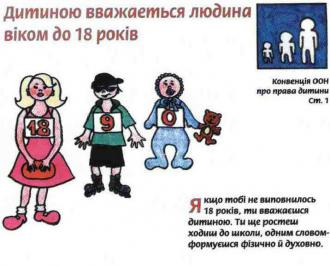 Дитиною вважається людина
віком до 18 років
Конвенція ООН
про права дитини
Ст. 1
18
9
0
Якщо тобі не виповнилось
18 років, ти вважаєшся
дитиною. Ти ще ростеш
ходиш до школи, одним словом-
формуєшся фізично й духовно.